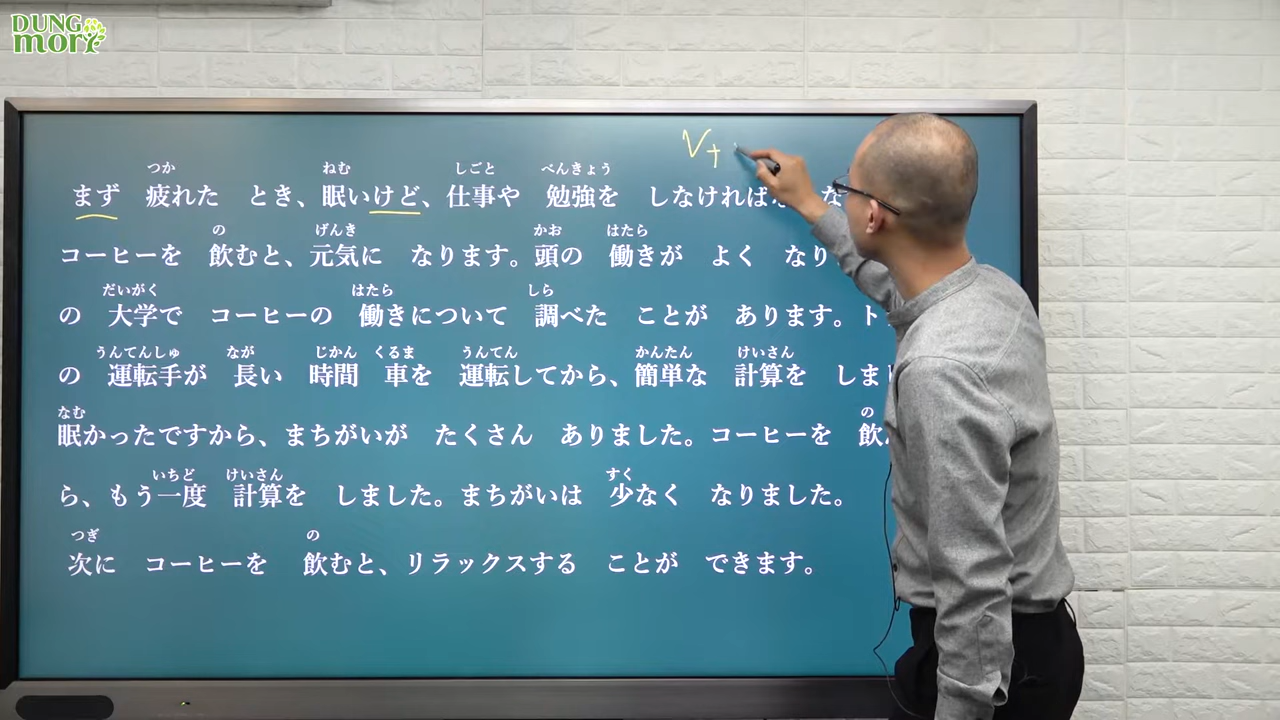 DUNG
mori
V+
つか ねむ しごと べんきょう
まず 疲れた とき、眠いけど、仕事や 勉強を しなければ な
の げんき かお はたら
コーヒーを 飲むと、元気に なります。頭の 働きが よく なり
だいがく はたら しら
の 大学で コーヒーの 働きについて 調べた ことが あります。ト
うんてんしゅ なが じかん くるま うんてん かんたん けいさん
の 運転手が 長い 時間 車を 運転してから、簡単な 計算を しまし
なむ の
眠かったですから、まちがいが たくさん ありました。コーヒーを 飲
いちど けいさん すく
ら、もう一度 計算を しました。まちがいは 少なく なりました。
つぎ の
次に コーヒーを 飲むと、リラックスする ことが できます。